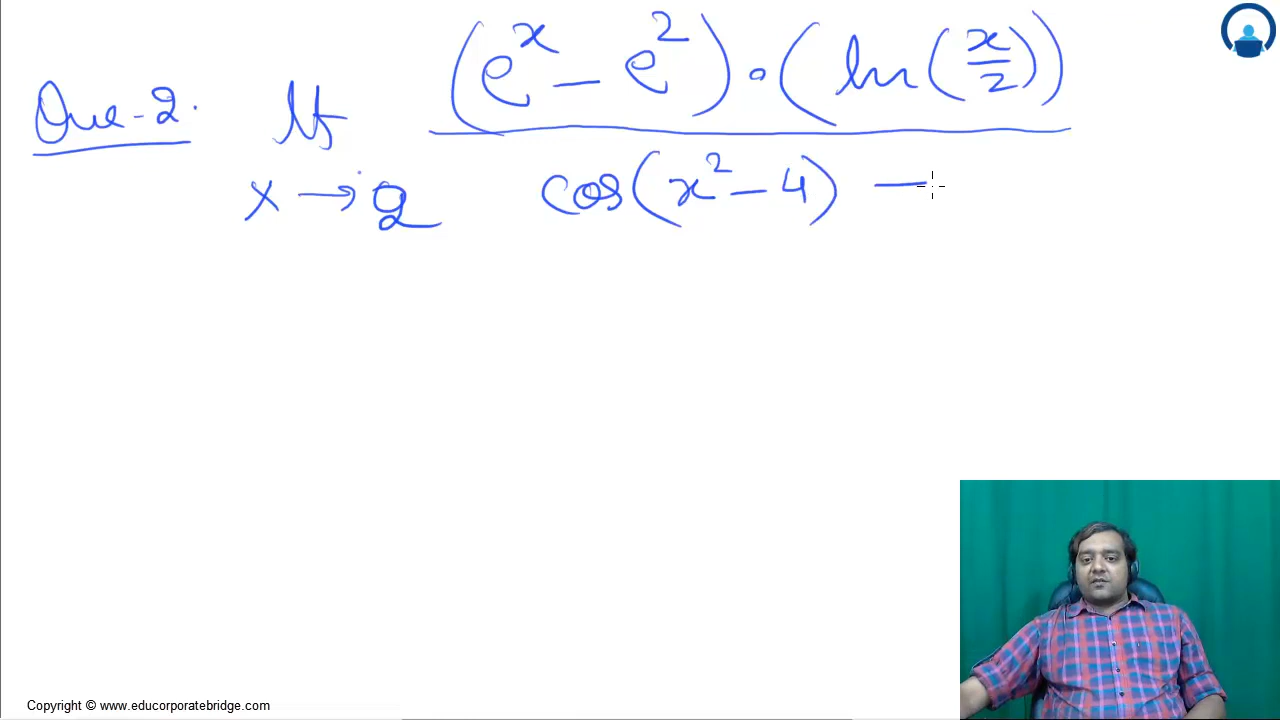 Que-2. lt (e^x - e^2) · (ln(x/2))
x → 2 cos(x^2 - 4) -
Copyright © www.educorporatebridge.com